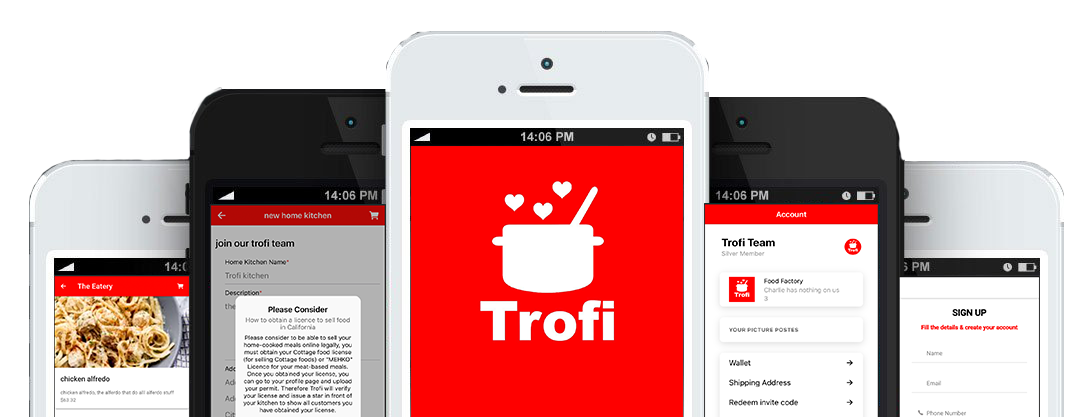 14:0
The Eatery
chicken alfredo
chicken alfredo, the alfredo that do all alfredo stuff
$63.32
14:06 PM
new home kitchen
join our trofi team
Home Kitchen Name*
Trofi kitchen
Description*
the
Please Consider
How to obtain a licence to sell food
in California
Please consider to be able to sell your
home-cooked meals online legally, you
must obtain your Cottage food license
(for selling Cottage foods) or "MEHKO"
Licence for your meat-based meals.
Once you obtained your license, you
can go to your profile page and upload
your permit. Therefore Trofi will verify
your license and issue a star in front of
your kitchen to show all customers you
have obtained your license.
14:06 PM
Trofi
14:06 PM
Account
Trofi Team
Silver Member
Trofi
Food Factory
Charlie has nothing on us
3
YOUR PICTURE POSTES
Wallet
Shipping Address
Redeem invite code
PM
SIGN UP
Fill the details & create your account
Name
Email
Phone Number